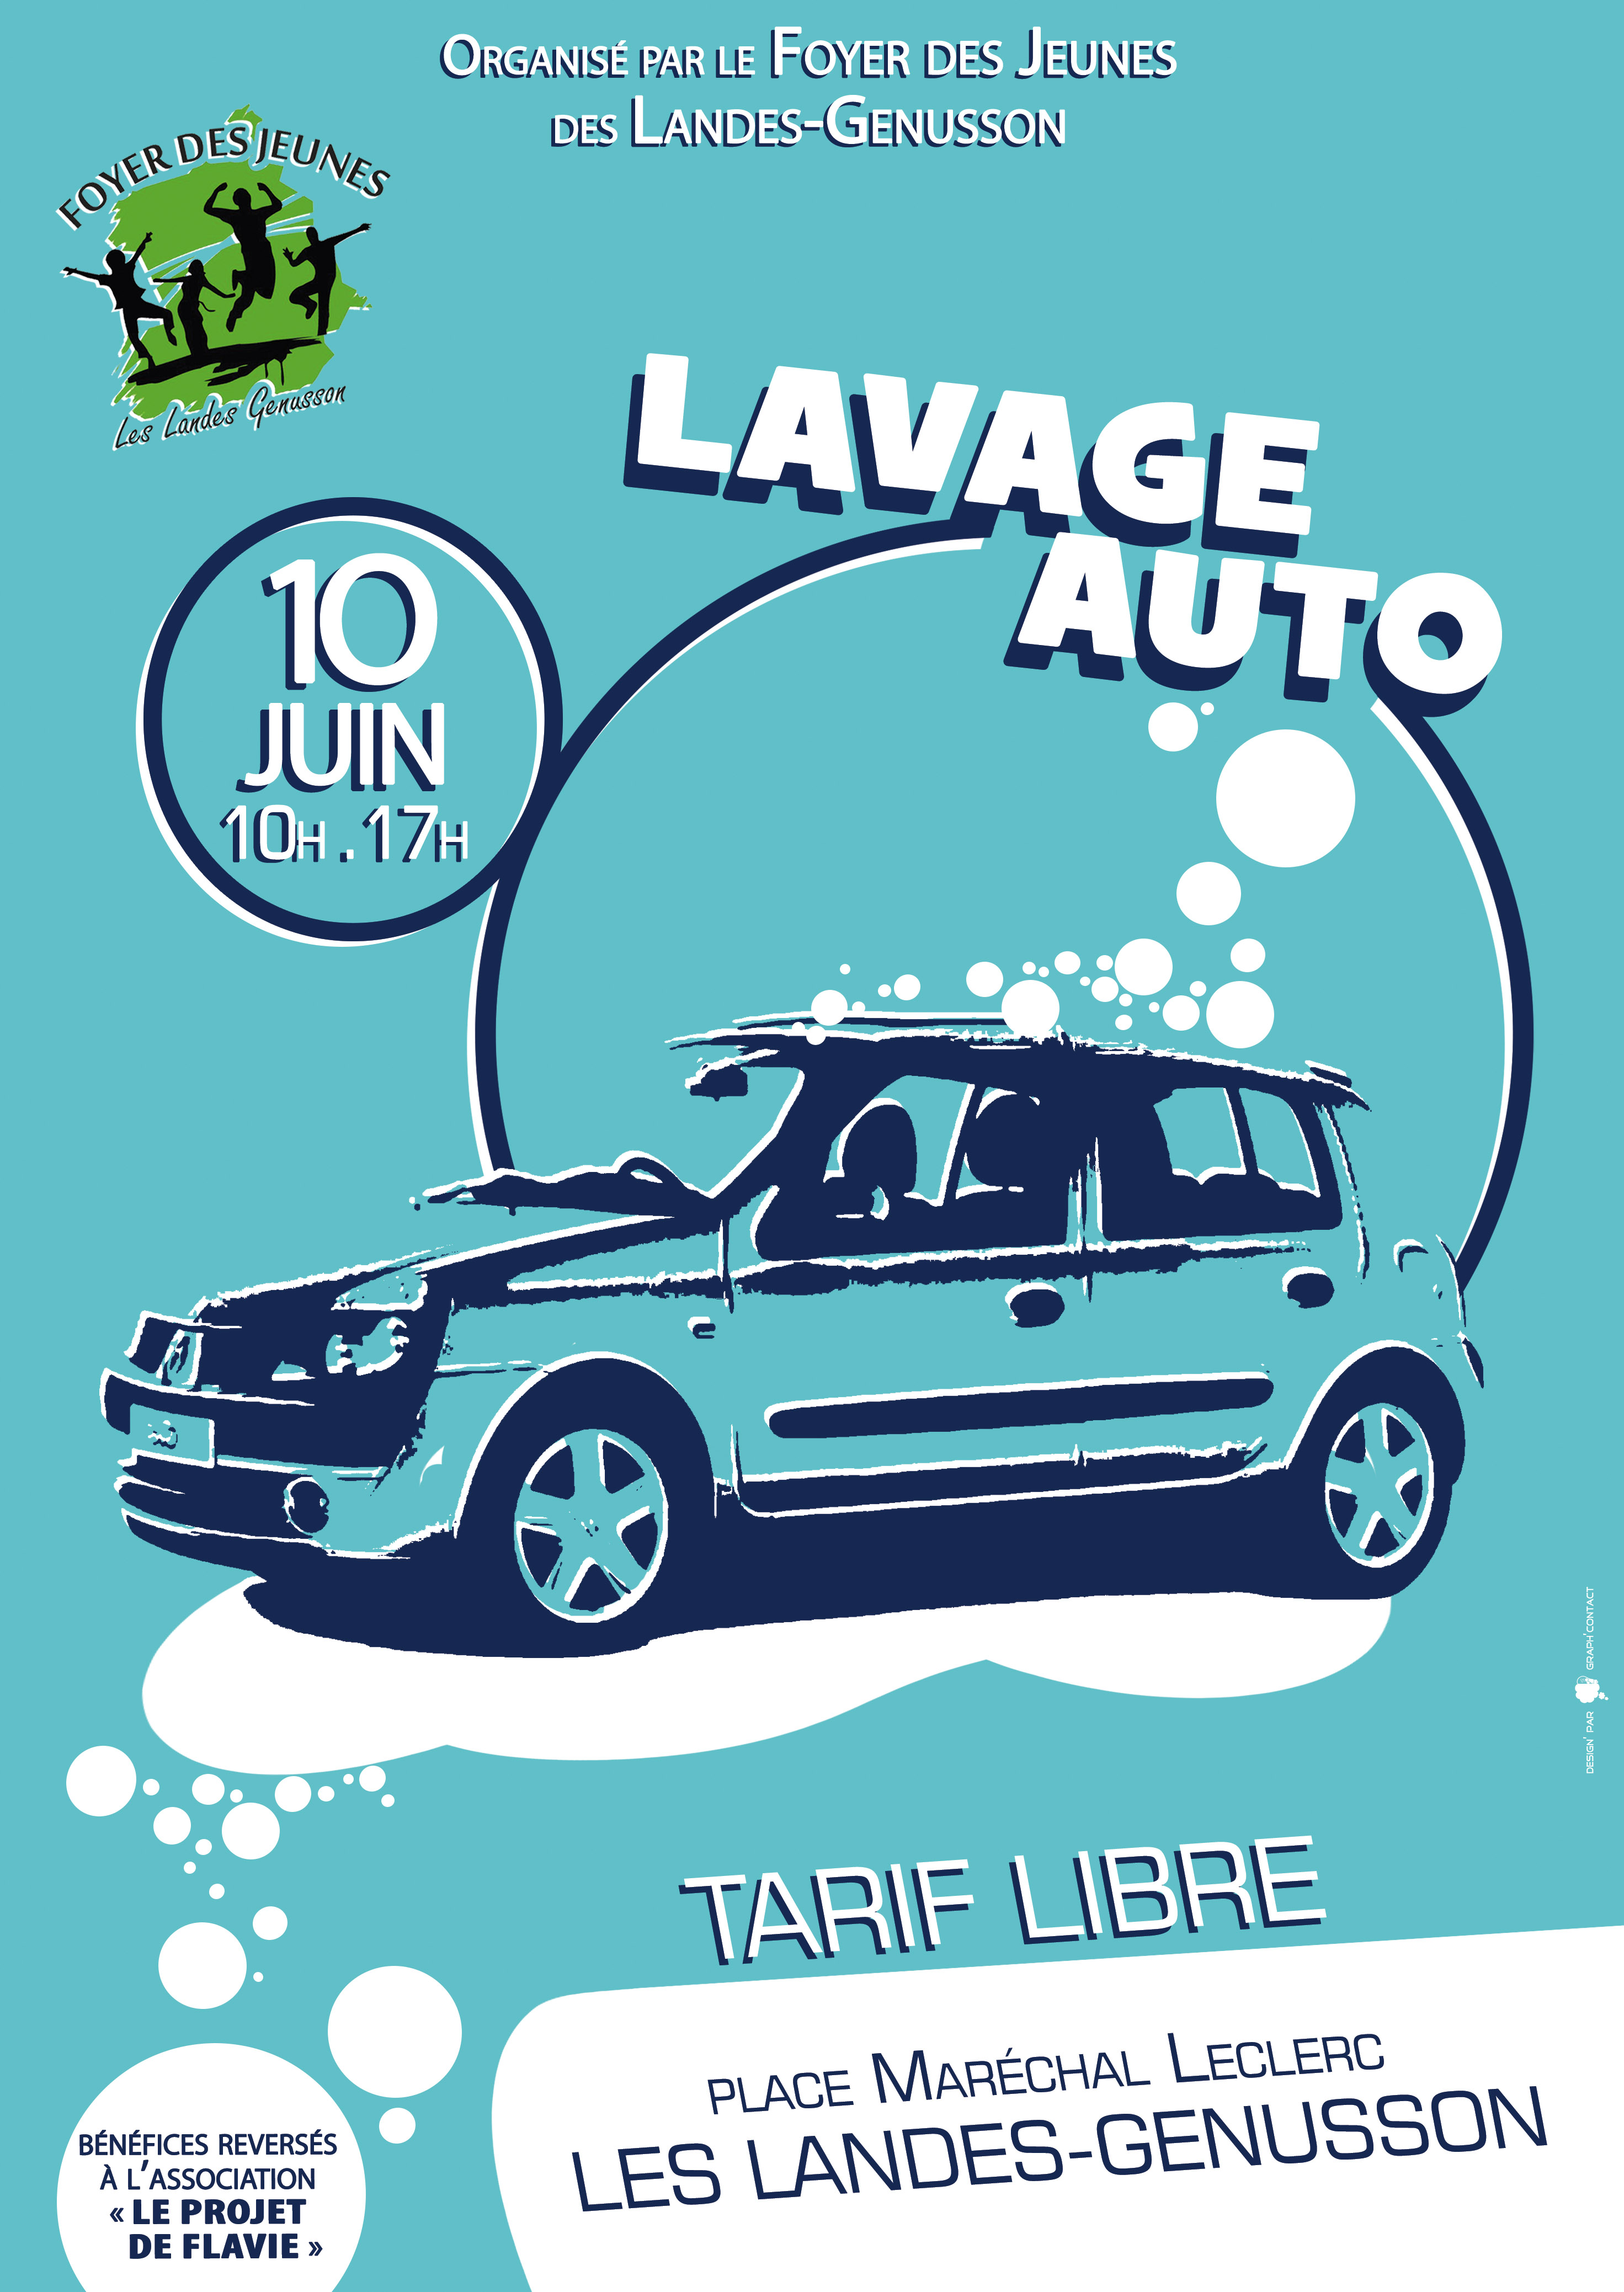 Organisé par le Foyer des Jeunes
des Landes-Genusson
FOYER DES JEUNES
Les Landes Genusson
LAVAGE
AUTO
10
JUIN
10H . 17H
DESIGN' PAR GRAPH'CONTACT
TARIF LIBRE
place Maréchal Leclerc
LES LANDES-GENUSSON
BÉNÉFICES REVERSÉS
À L'ASSOCIATION
« LE PROJET
DE FLAVIE »